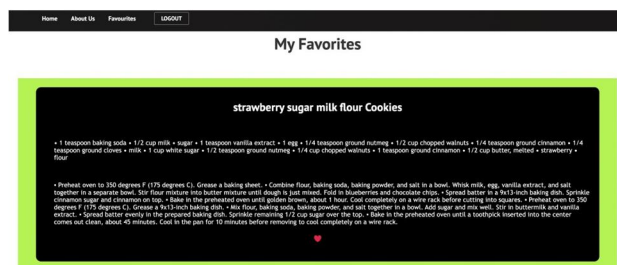 Home About Us Favourites LOGOUT
My Favorites
strawberry sugar milk flour Cookies
• 1 teaspoon baking soda • 1/2 cup milk • sugar • 1 teaspoon vanilla extract • 1 egg • 1/4 teaspoon ground nutmeg • 1/2 cup chopped walnuts • 1/4 teaspoon ground cinnamon • 1/4
teaspoon ground cloves • milk • 1 cup white sugar • 1/2 teaspoon ground nutmeg • 1/4 cup chopped walnuts • 1 teaspoon ground cinnamon • 1/2 cup butter, melted • strawberry •
flour
• Preheat oven to 350 degrees F (175 degrees C). Grease a baking sheet. • Combine flour, baking soda, baking powder, and salt in a bowl. Whisk milk, egg, vanilla extract, and salt
together in a separate bowl. Stir flour mixture into butter mixture until dough is just mixed. Fold in blueberries and chocolate chips. • Spread batter in a 9x13-inch baking dish. Sprinkle
cinnamon sugar and cinnamon on top. • Bake in the preheated oven until golden brown, about 1 hour. Cool completely on a wire rack before cutting into squares. • Preheat oven to 350
degrees F (175 degrees C). Grease a 9x13-inch baking dish. • Mix flour, baking soda, baking powder, and salt together in a bowl. Add sugar and mix well. Stir in buttermilk and vanilla
extract. • Spread batter evenly in the prepared baking dish. Sprinkle remaining 1/2 cup sugar over the top. • Bake in the preheated oven until a toothpick inserted into the center
comes out clean, about 45 minutes. Cool in the pan for 10 minutes before removing to cool completely on a wire rack.